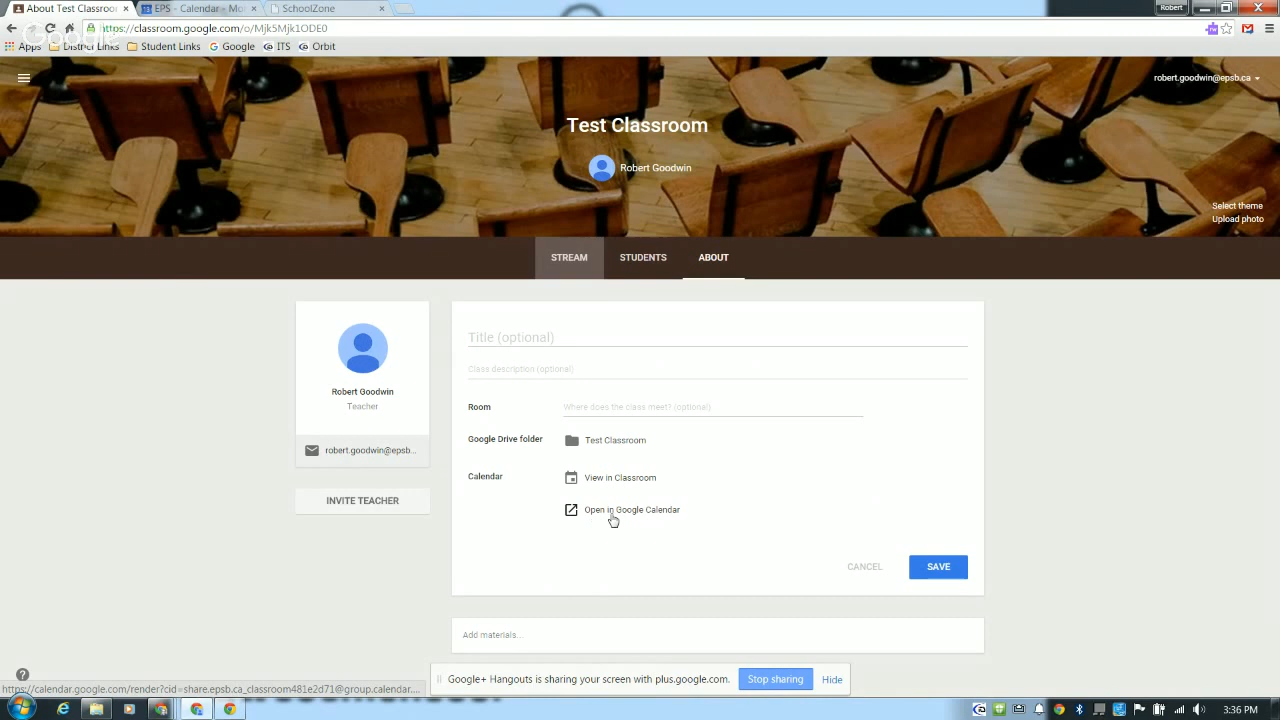 About Test Classroom
EPS - Calendar - Mo
SchoolZone
Robert
https://classroom.google.com/o/Mjk5Mjk1ODE0
Google
Apps
District Links
Student Links
Google
ITS
Orbit
robert.goodwin@epsb.ca
Test Classroom
Robert Goodwin
Select theme
Upload photo
STREAM
STUDENTS
ABOUT
Robert Goodwin
Teacher
robert.goodwin@epsb...
INVITE TEACHER
Title (optional)
Class description (optional)
Room
Where does the class meet? (optional)
Google Drive folder
Test Classroom
Calendar
View in Classroom
Open in Google Calendar
CANCEL
SAVE
Add materials...
Google+ Hangouts is sharing your screen with plus.google.com.
Stop sharing
Hide
?
https://calendar.google.com/render?cid=share.epsb.ca_classroom481e2d71@group.calendar....
3:36 PM